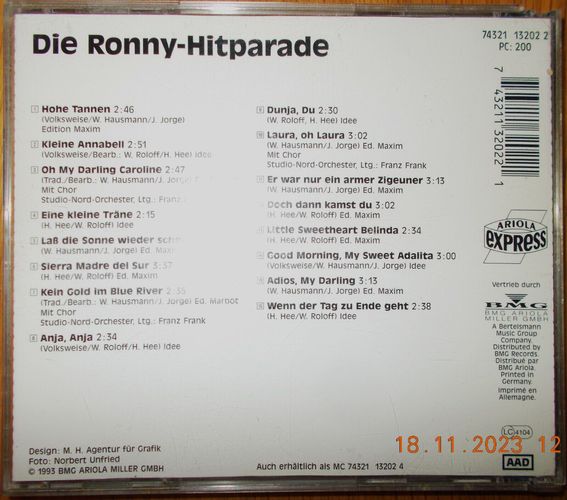 Die Ronny-Hitparade
74321 13202 2
PC: 200
1 Hohe Tannen 2:46
(Volksweise/W. Hausmann/J. Jorge)
Edition Maxim
2 Kleine Annabell 2:51
(Volksweise/Bearb.: W. Roloff/H. Hee) Idee
3 Oh My Darling Caroline 2:47
(Trad./Bearb.: W. Hausmann/J. Jorge)
Mit Chor
Studio-Nord-Orchester, Ltg.: Franz
4 Eine kleine Träne 2:15
(H. Hee/W. Roloff) Ed. Maxim
5 Laß die Sonne wieder
(W. Hausmann/J. Jorge) Ed.
6 Sierra Madre del Sur 3:37
(H. Hee/W. Roloff) Ed. Maxim
7 Kein Gold im Blue River 2:35
(Trad./W. Hausmann/J. Jorge) Ed. Marbot
Mit Chor
Studio-Nord-Orchester, Ltg.: Franz Frank
8 Anja, Anja 2:34
(Volksweise/W. Roloff/H. Hee) Idee
9 Dunja, Du 2:30
(W. Roloff, H. Hee) Idee
10 Laura, oh Laura 3:02
(W. Hausmann/J. Jorge) Ed. Maxim
Mit Chor
Studio-Nord-Orchester, Ltg.: Franz Frank
11 Er war nur ein armer Zigeuner 3:13
(W. Hausmann/J. Jorge) Ed. Maxim
12 Doch dann kamst du 3:02
(H. Hee/W. Roloff) Ed. Maxim
13 Little Sweetheart Belinda 2:34
(H. Hee/W. Roloff) Ed. Maxim
14 Good Morning, My Sweet Adalita 3:00
(Volksweise/W. Roloff/H. Hee) Idee
15 Adios, My Darling 3:13
(W. Hausmann/J. Jorge) Ed. Maxim
16 Wenn der Tag zu Ende geht 2:38
(H. Hee/W. Roloff) Idee
7 43211 32022 1
ARIOLA
EXPRESS
Vertrieb durch
BMG
BMG ARIOLA
MILLER GMBH
A Bertelsmann
Music Group
Company.
Distributed by
BMG Records.
Distribué par
BMG Ariola.
Printed in
Germany.
Imprimé en
Allemagne.
LC 4104
AAD
Design: M. H. Agentur für Grafik
Foto: Norbert Unfried
© 1993 BMG ARIOLA MILLER GMBH
Auch erhältlich als MC 74321 13202 4
18.11.2023 12